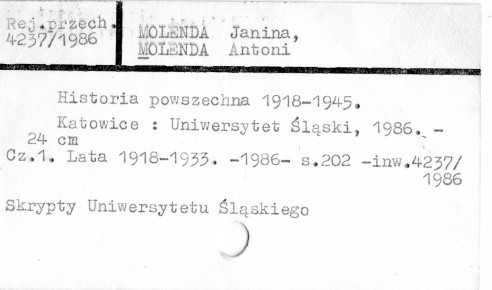 Rej.przech.
4237/1986
MOLENDA Janina,
MOLENDA Antoni
Historia powszechna 1918-1945.
Katowice : Uniwersytet Śląski, 1986. -
24 cm
Cz.1. Lata 1918-1933. -1986- s.202 -inw.4237/
1986
Skrypty Uniwersytetu Śląskiego